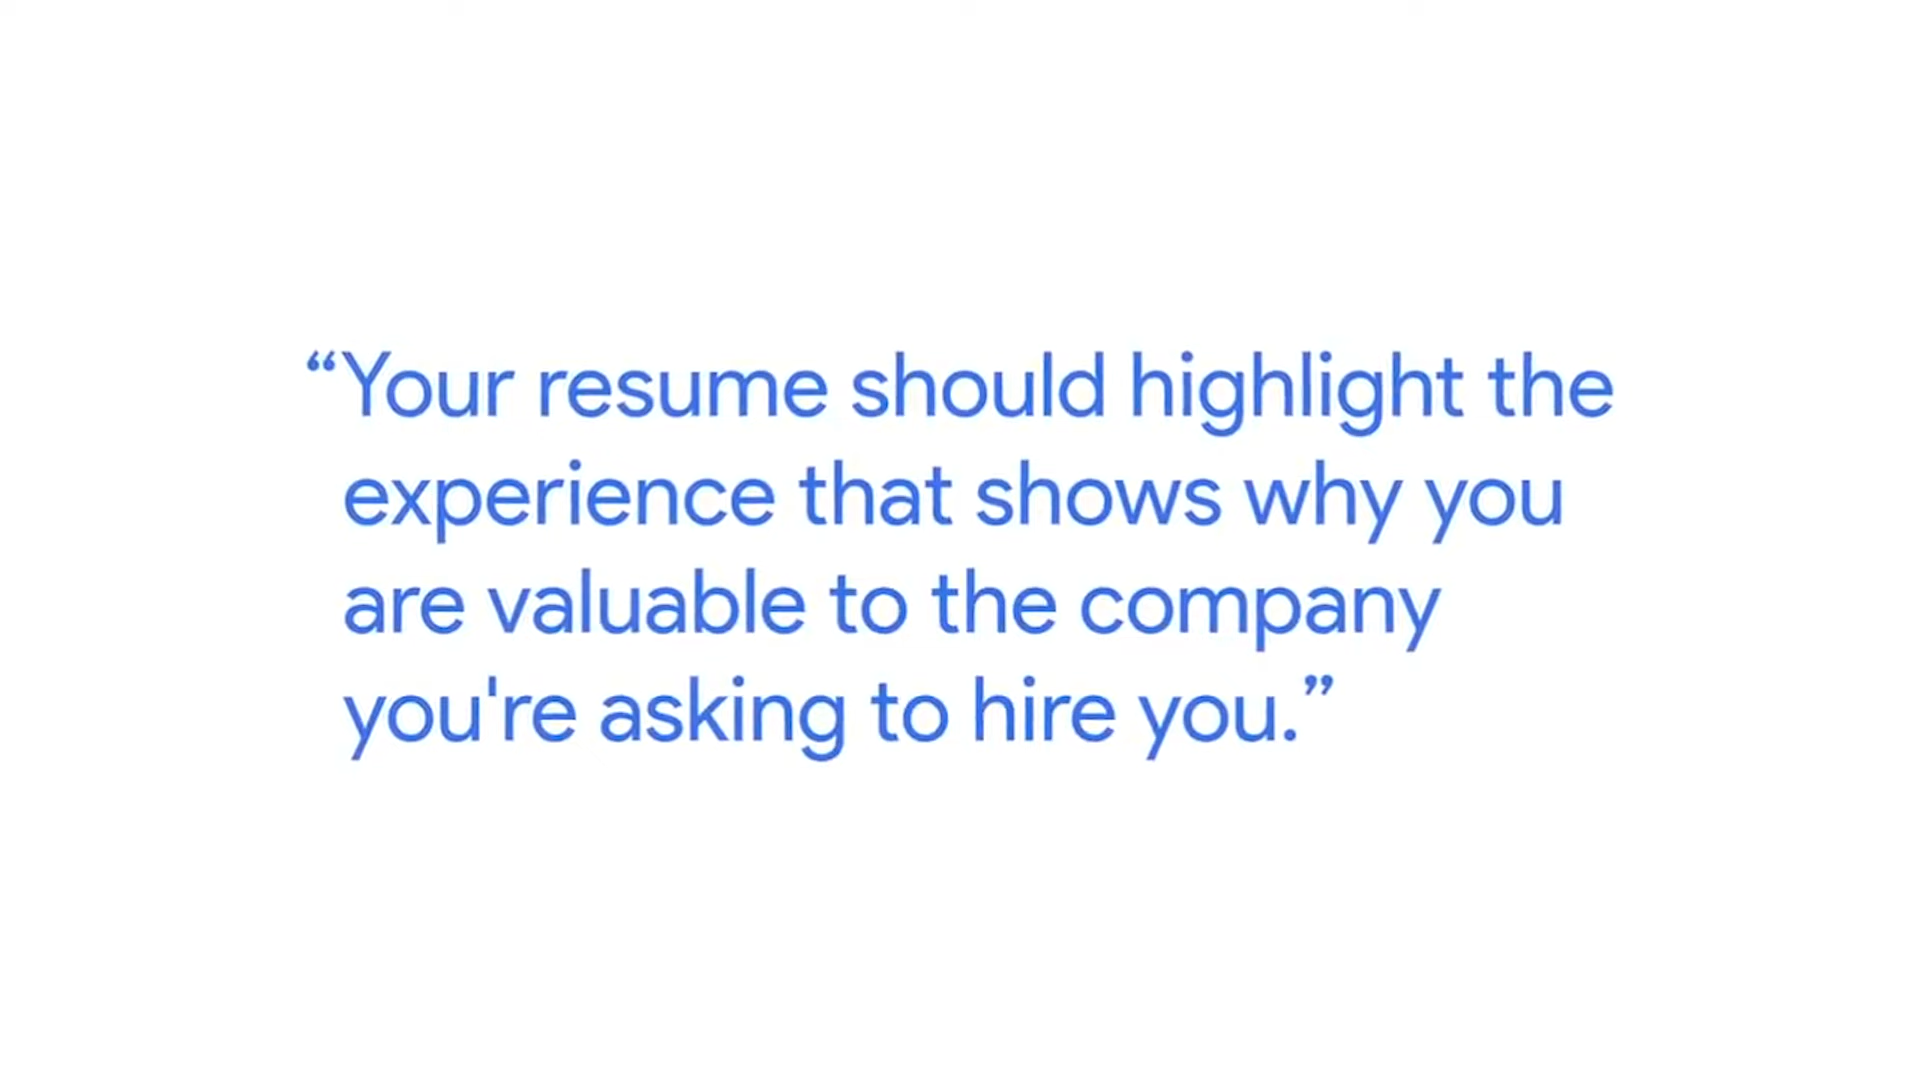 “Your resume should highlight the
experience that shows why you
are valuable to the company
you're asking to hire you.”